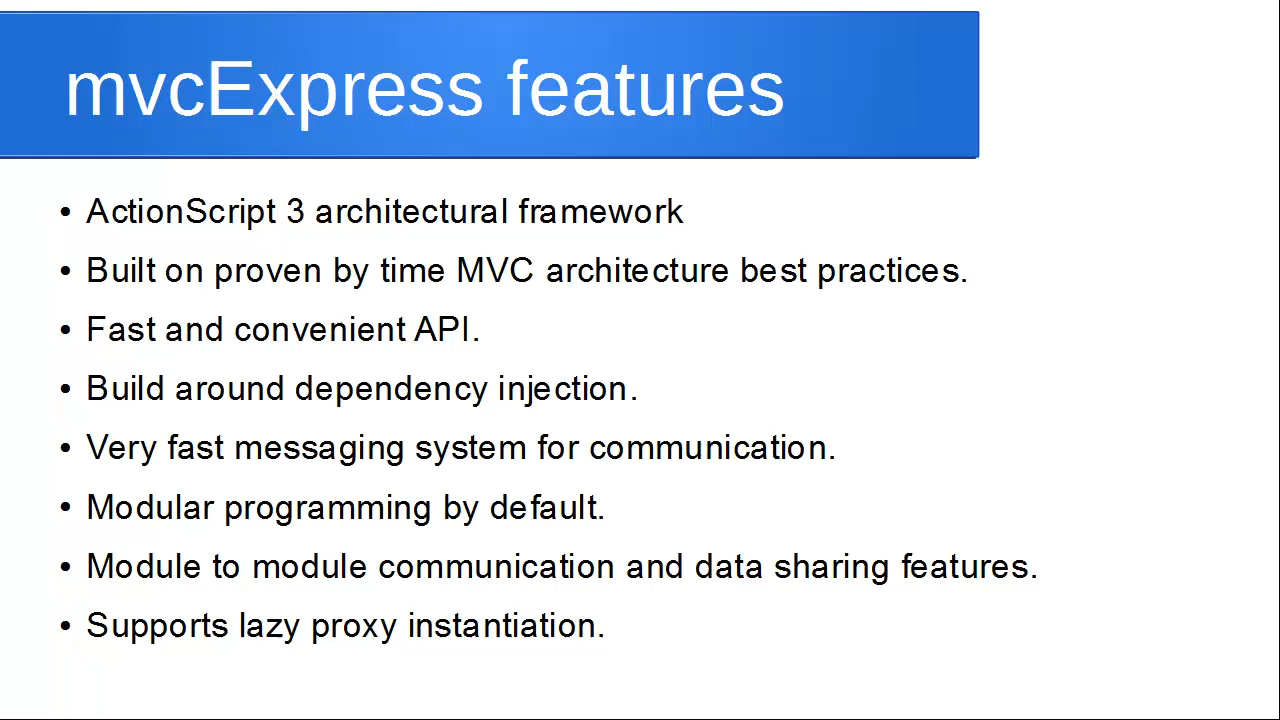 mvcExpress features
• ActionScript 3 architectural framework
• Built on proven by time MVC architecture best practices.
• Fast and convenient API.
• Build around dependency injection.
• Very fast messaging system for communication.
• Modular programming by default.
• Module to module communication and data sharing features.
• Supports lazy proxy instantiation.